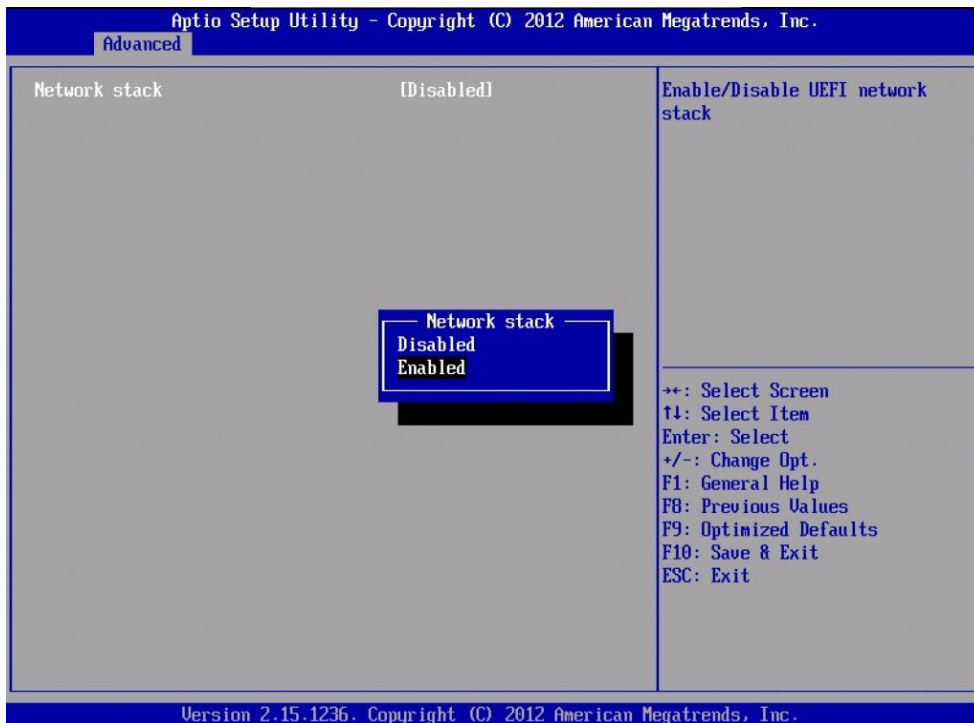 Aptio Setup Utility - Copyright (C) 2012 American Megatrends, Inc.
Advanced
Network stack [Disabled]
Enable/Disable UEFI network
stack
Network stack
Disabled
Enabled
→←: Select Screen
↑↓: Select Item
Enter: Select
+/-: Change Opt.
F1: General Help
F8: Previous Values
F9: Optimized Defaults
F10: Save & Exit
ESC: Exit
Version 2.15.1236. Copyright (C) 2012 American Megatrends, Inc.